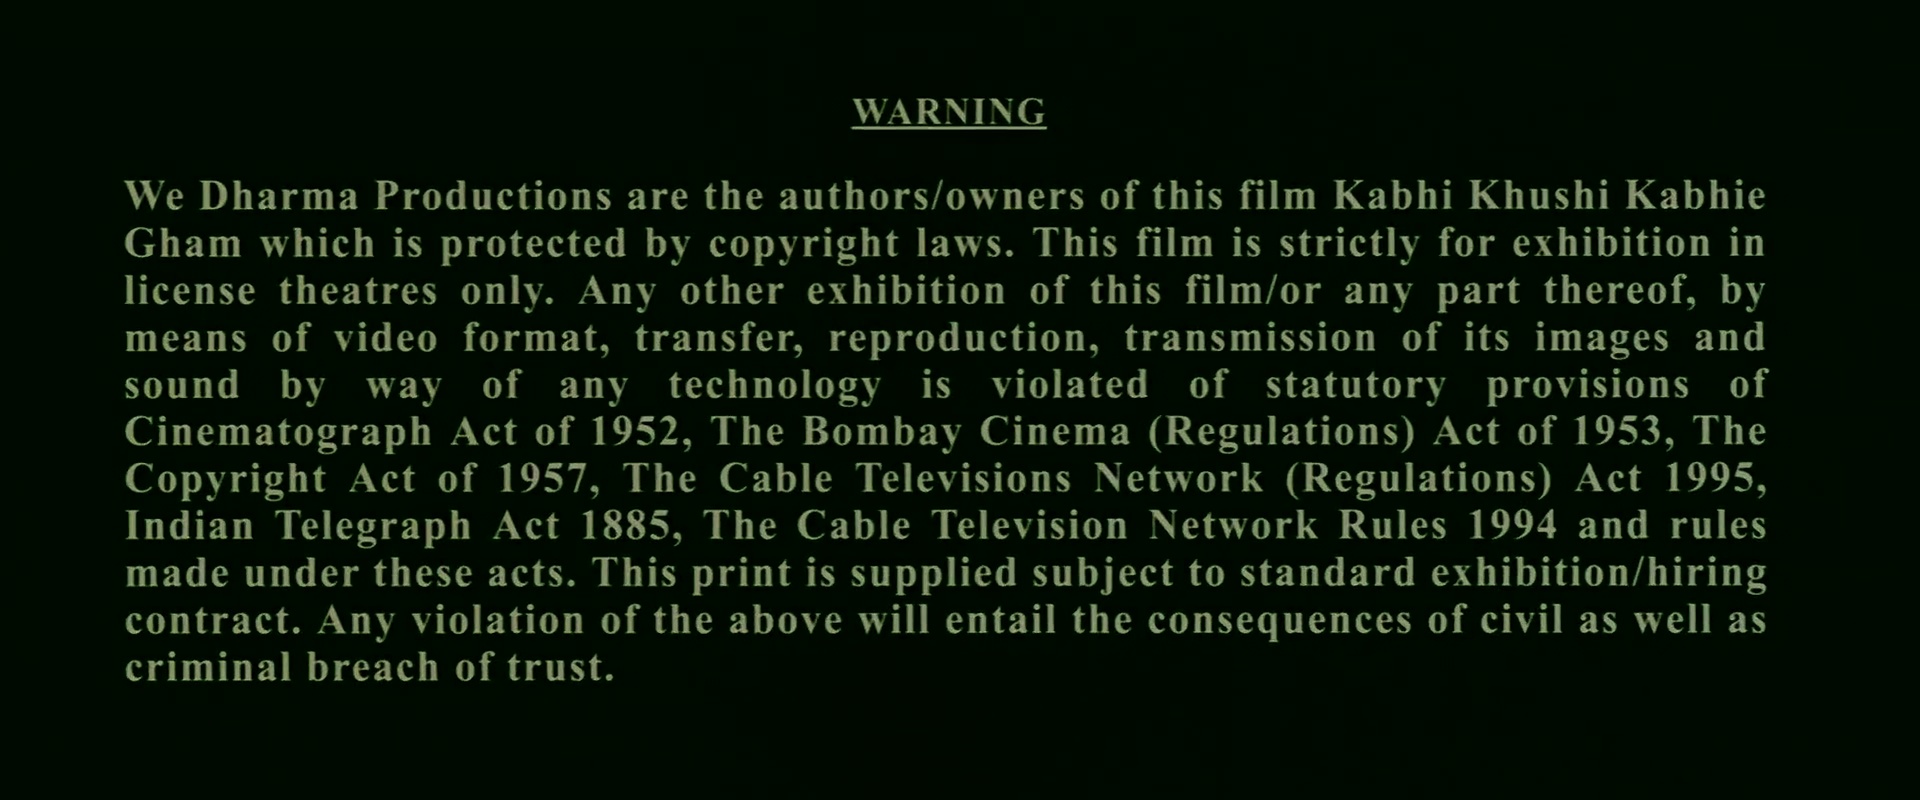 WARNING
We Dharma Productions are the authors/owners of this film Kabhi Khushi Kabhie
Gham which is protected by copyright laws. This film is strictly for exhibition in
license theatres only. Any other exhibition of this film/or any part thereof, by
means of video format, transfer, reproduction, transmission of its images and
sound by way of any technology is violated of statutory provisions of
Cinematograph Act of 1952, The Bombay Cinema (Regulations) Act of 1953, The
Copyright Act of 1957, The Cable Televisions Network (Regulations) Act 1995,
Indian Telegraph Act 1885, The Cable Television Network Rules 1994 and rules
made under these acts. This print is supplied subject to standard exhibition/hiring
contract. Any violation of the above will entail the consequences of civil as well as
criminal breach of trust.